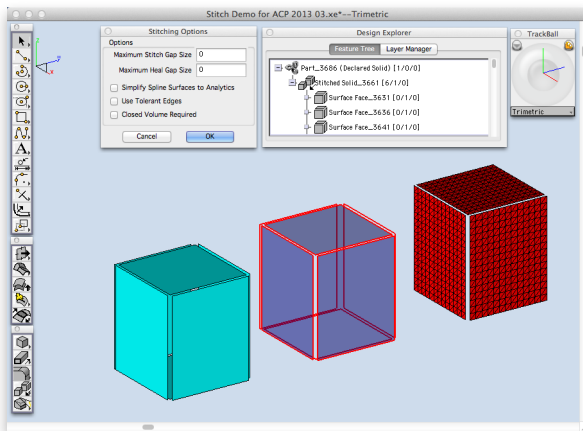 Stitch Demo for ACP 2013 03.xe*--Trimetric
Stitching Options
Options
Maximum Stitch Gap Size 0
Maximum Heal Gap Size 0
Simplify Spline Surfaces to Analytics
Use Tolerant Edges
Closed Volume Required
Cancel OK
Design Explorer
Feature Tree Layer Manager
Part_3686 (Declared Solid) [1/0/0]
Stitched Solid_3661 [6/1/0]
Surface Face_3631 [0/1/0]
Surface Face_3636 [0/1/0]
Surface Face_3641 [0/1/0]
TrackBall
Trimetric
z
y
x
A